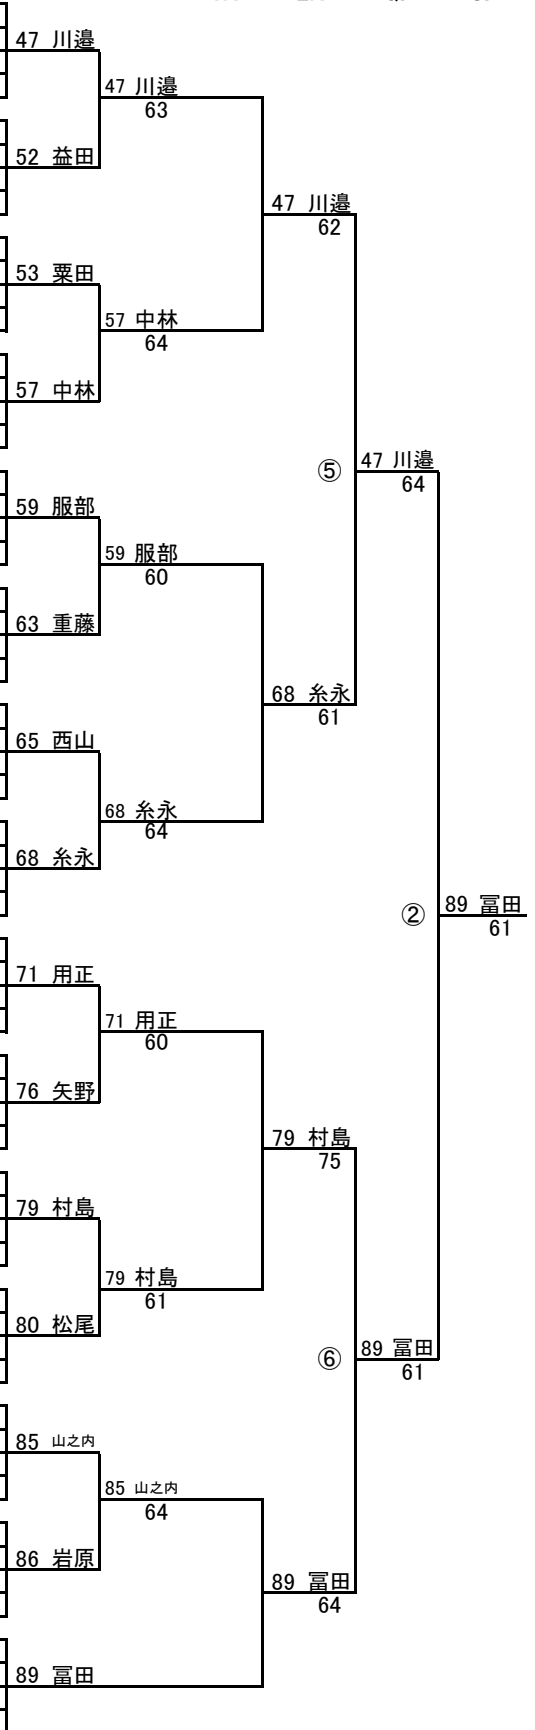 47 川邉
47 川邉
63
52 益田
47 川邉
62
53 粟田
57 中林
64
57 中林
⑤
47 川邉
64
59 服部
59 服部
60
63 重藤
68 糸永
61
65 西山
68 糸永
64
68 糸永
②
89 冨田
61
71 用正
71 用正
60
76 矢野
79 村島
75
79 村島
79 村島
61
80 松尾
⑥
89 冨田
61
85 山之内
85 山之内
64
86 岩原
89 冨田
64
89 冨田